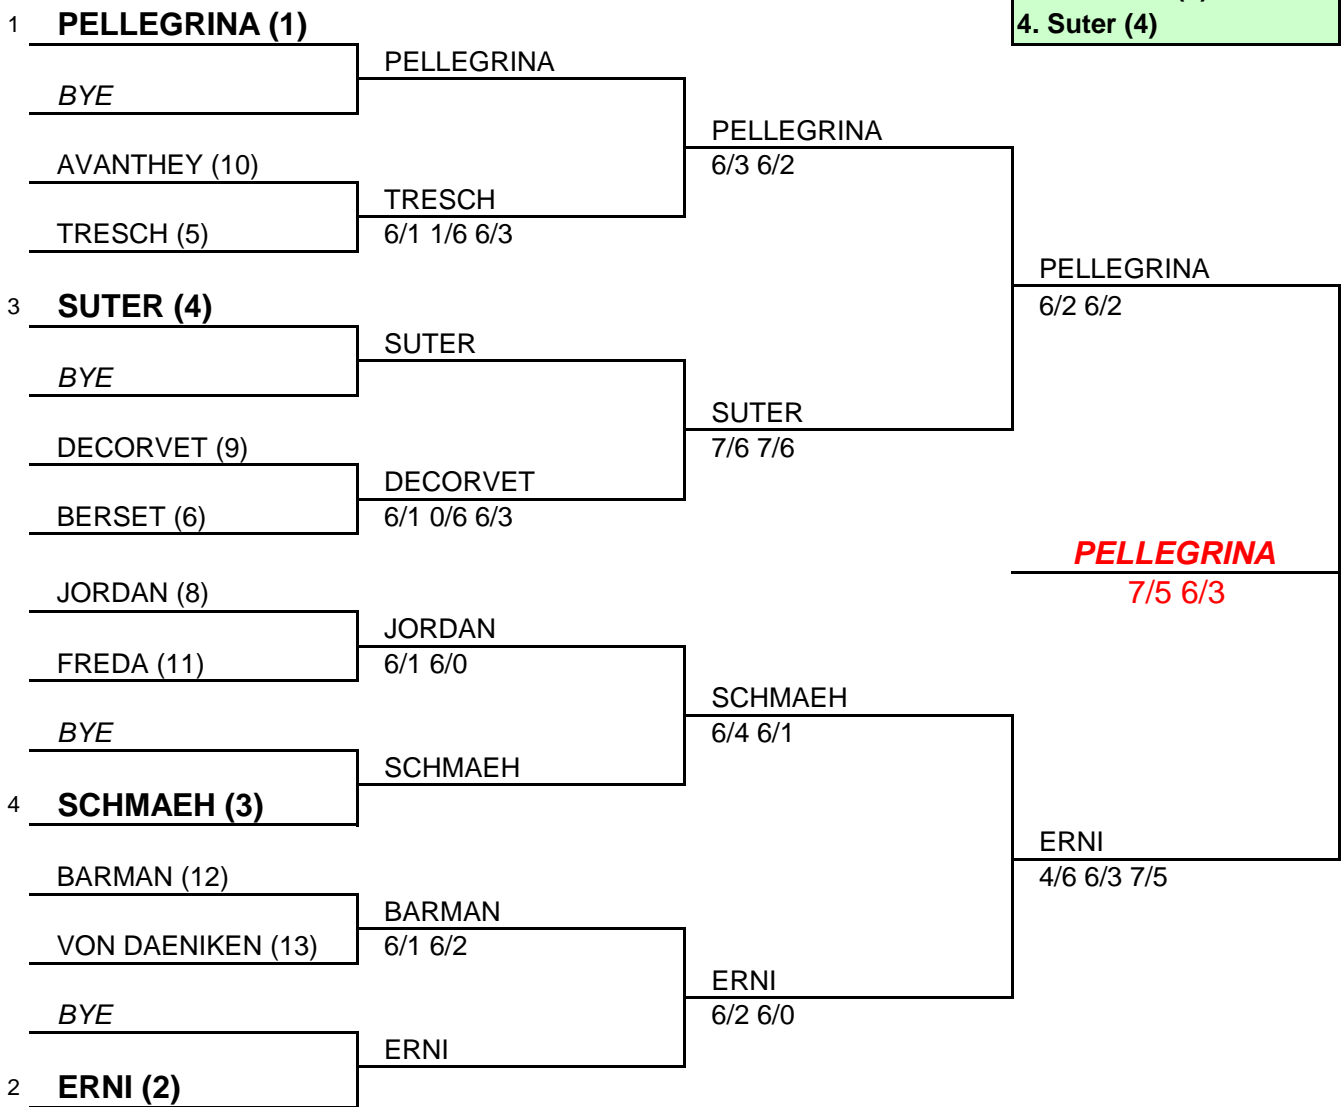 4. Suter (4)
1 PELLEGRINA (1)
PELLEGRINA
BYE
PELLEGRINA
6/3 6/2
AVANTHEY (10)
TRESCH
6/1 1/6 6/3
TRESCH (5)
PELLEGRINA
6/2 6/2
3 SUTER (4)
SUTER
BYE
SUTER
7/6 7/6
DECORVET (9)
DECORVET
6/1 0/6 6/3
BERSET (6)
PELLEGRINA
7/5 6/3
JORDAN (8)
JORDAN
6/1 6/0
FREDA (11)
SCHMAEH
6/4 6/1
BYE
SCHMAEH
4 SCHMAEH (3)
ERNI
4/6 6/3 7/5
BARMAN (12)
BARMAN
6/1 6/2
VON DAENIKEN (13)
ERNI
6/2 6/0
BYE
ERNI
2 ERNI (2)